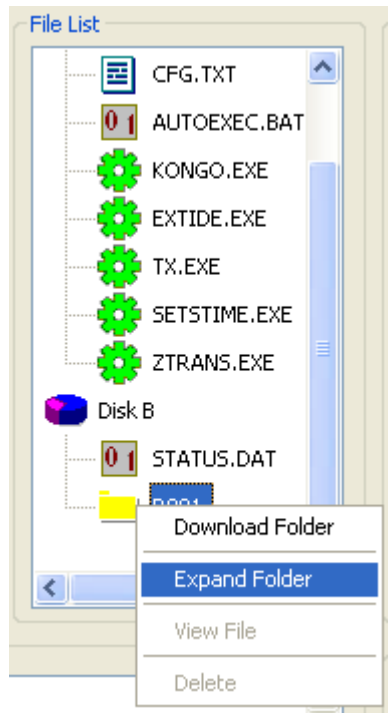 File List
CFG.TXT
AUTOEXEC.BAT
KONGO.EXE
EXTIDE.EXE
TX.EXE
SETSTIME.EXE
ZTRANS.EXE
Disk B
STATUS.DAT
Download Folder
Expand Folder
View File
Delete